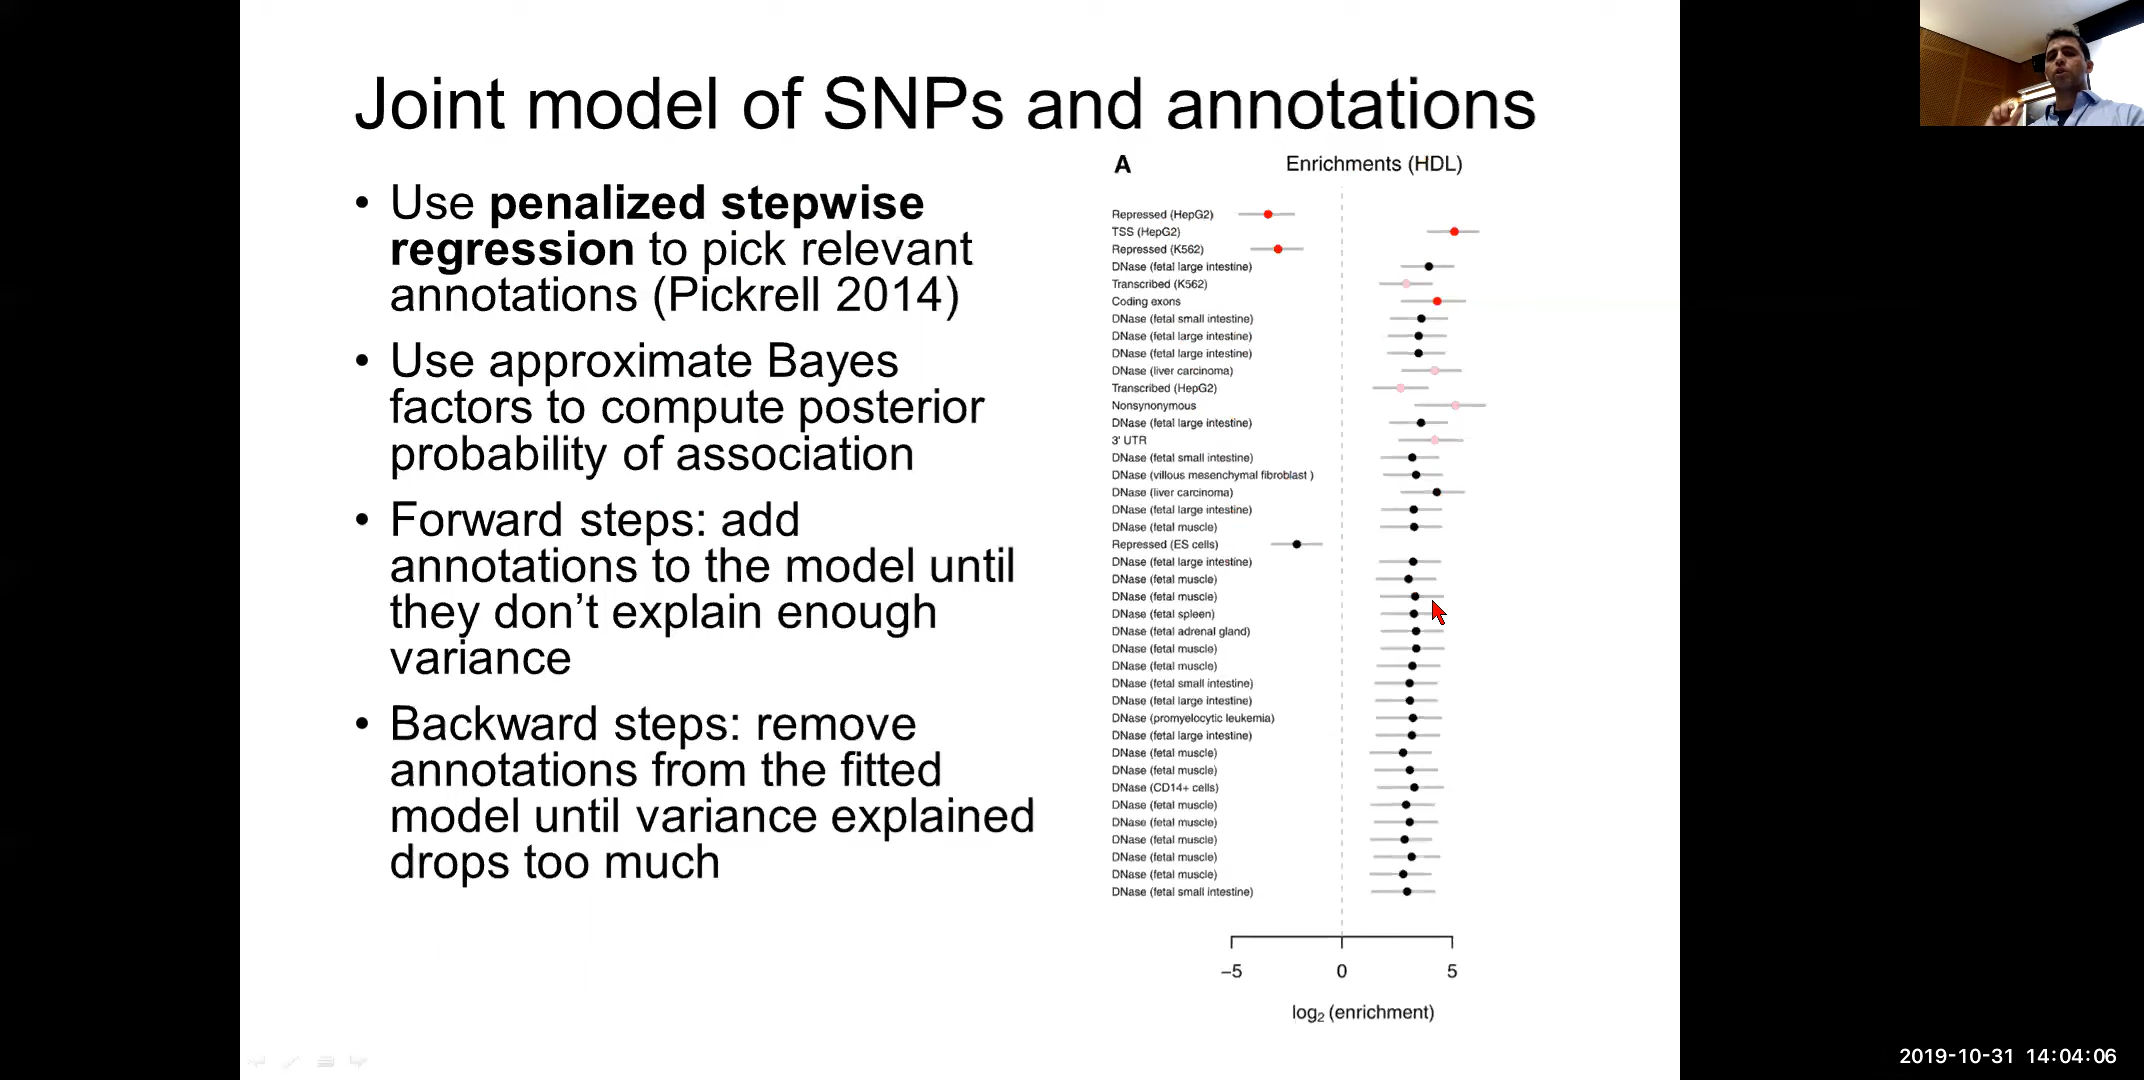 Joint model of SNPs and annotations
• Use penalized stepwise
regression to pick relevant
annotations (Pickrell 2014)
• Use approximate Bayes
factors to compute posterior
probability of association
• Forward steps: add
annotations to the model until
they don’t explain enough
variance
• Backward steps: remove
annotations from the fitted
model until variance explained
drops too much
A
Enrichments (HDL)
Repressed (HepG2)
TSS (HepG2)
Repressed (K562)
DNase (fetal large intestine)
Transcribed (K562)
Coding exons
DNase (fetal small intestine)
DNase (fetal large intestine)
DNase (fetal large intestine)
DNase (liver carcinoma)
Transcribed (HepG2)
Nonsynonymous
DNase (fetal large intestine)
3' UTR
DNase (fetal small intestine)
DNase (villous mesenchymal fibroblast )
DNase (liver carcinoma)
DNase (fetal large intestine)
DNase (fetal muscle)
Repressed (ES cells)
DNase (fetal large intestine)
DNase (fetal muscle)
DNase (fetal muscle)
DNase (fetal spleen)
DNase (fetal adrenal gland)
DNase (fetal muscle)
DNase (fetal muscle)
DNase (fetal small intestine)
DNase (fetal large intestine)
DNase (promyelocytic leukemia)
DNase (fetal large intestine)
DNase (fetal muscle)
DNase (fetal muscle)
DNase (CD14+ cells)
DNase (fetal muscle)
DNase (fetal muscle)
DNase (fetal muscle)
DNase (fetal muscle)
DNase (fetal muscle)
DNase (fetal small intestine)
−5 0 5
log₂ (enrichment)
2019-10-31 14:04:06